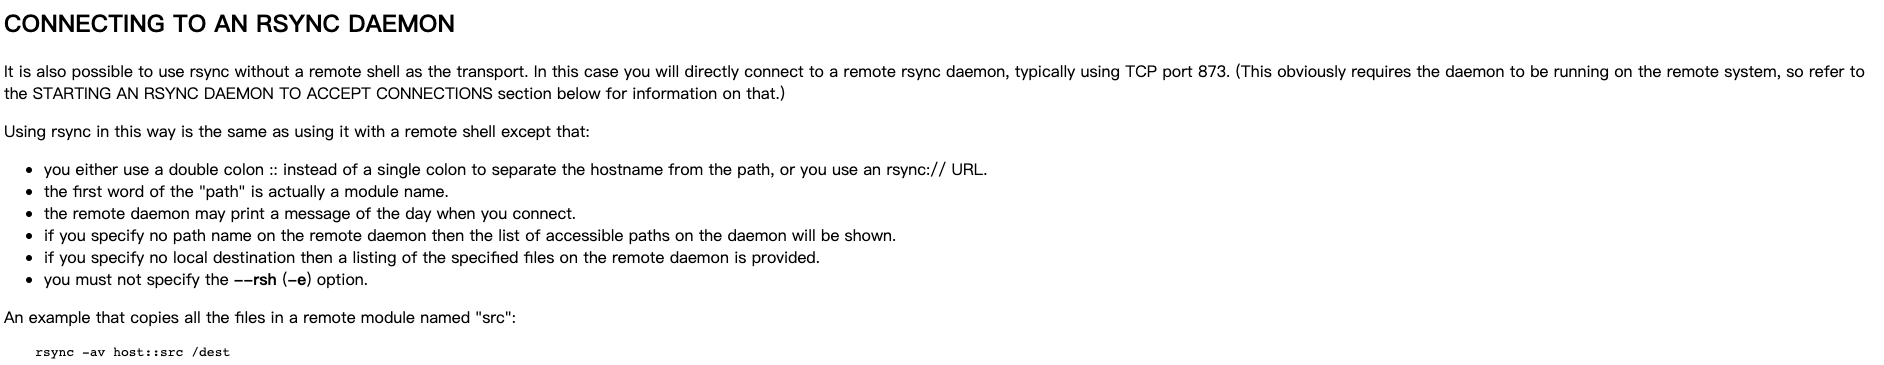 CONNECTING TO AN RSYNC DAEMON
It is also possible to use rsync without a remote shell as the transport. In this case you will directly connect to a remote rsync daemon, typically using TCP port 873. (This obviously requires the daemon to be running on the remote system, so refer to
the STARTING AN RSYNC DAEMON TO ACCEPT CONNECTIONS section below for information on that.)
Using rsync in this way is the same as using it with a remote shell except that:
• you either use a double colon :: instead of a single colon to separate the hostname from the path, or you use an rsync:// URL.
• the first word of the "path" is actually a module name.
• the remote daemon may print a message of the day when you connect.
• if you specify no path name on the remote daemon then the list of accessible paths on the daemon will be shown.
• if you specify no local destination then a listing of the specified files on the remote daemon is provided.
• you must not specify the --rsh (-e) option.
An example that copies all the files in a remote module named "src":
rsync -av host::src /dest